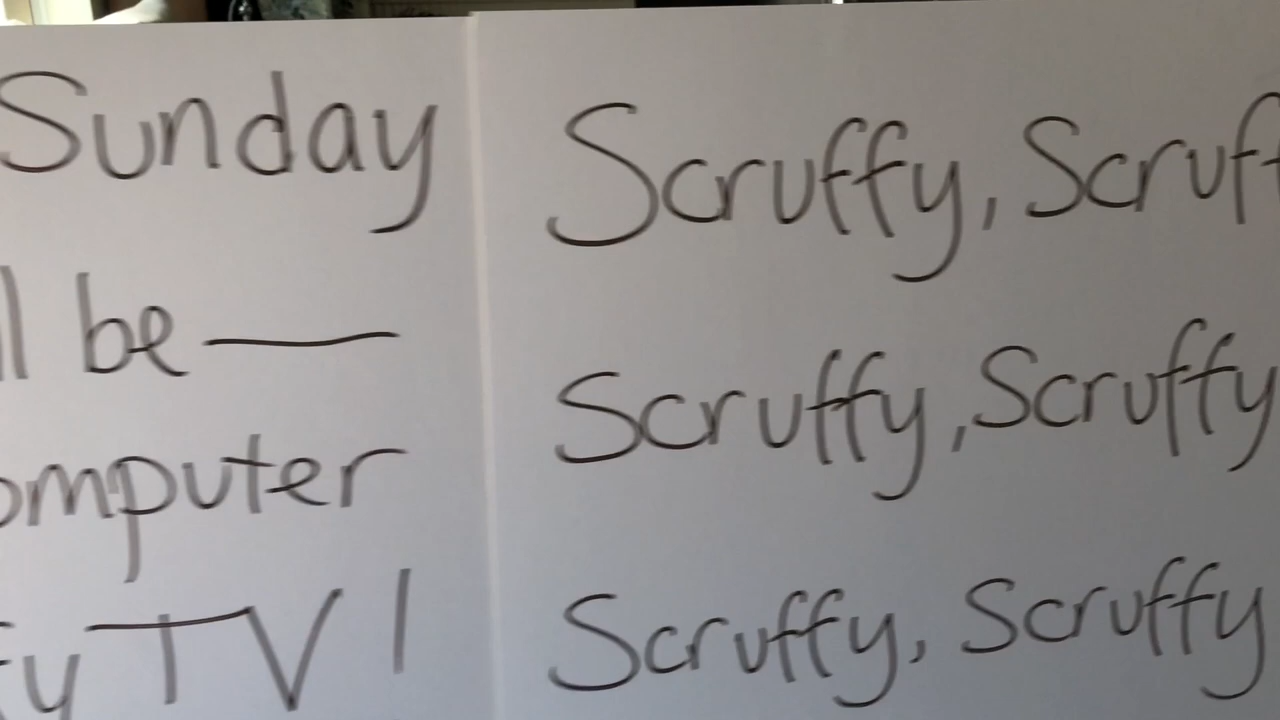 Sunday
be —
omputer
TV!
Scruffy, Scruf
Scruffy, Scruffy
Scruffy, Scruffy